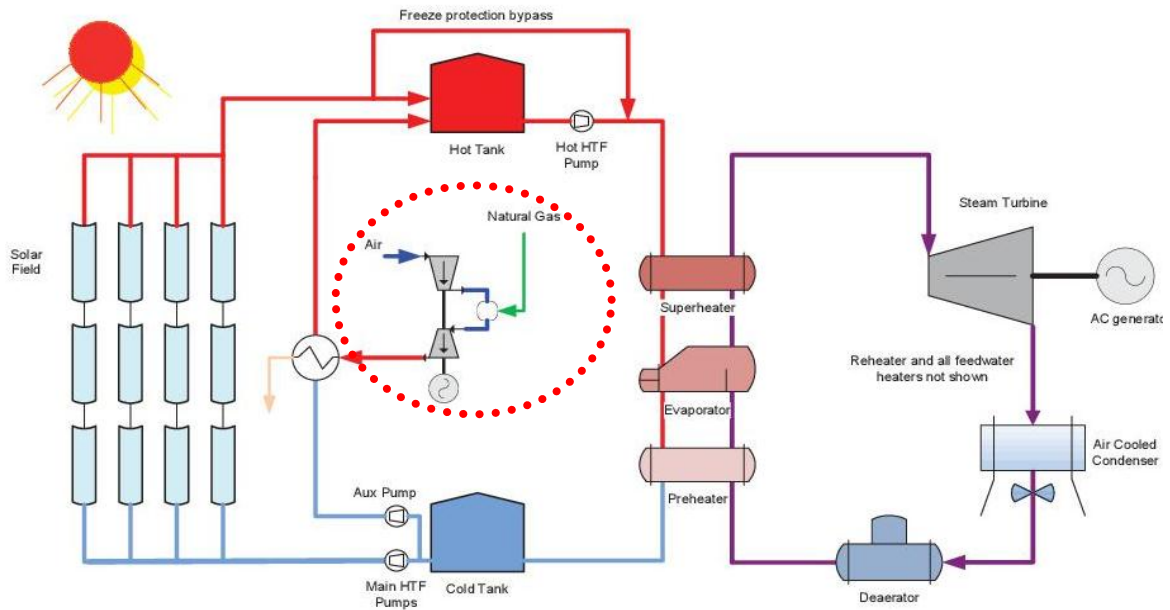 Freeze protection bypass
Hot Tank
Hot HTF
Pump
Natural Gas
Air
Solar
Field
Superheater
Steam Turbine
AC generator
Reheater and all feedwater
heaters not shown
Evaporator
Air Cooled
Condenser
Preheater
Aux Pump
Main HTF
Pumps
Cold Tank
Deaerator